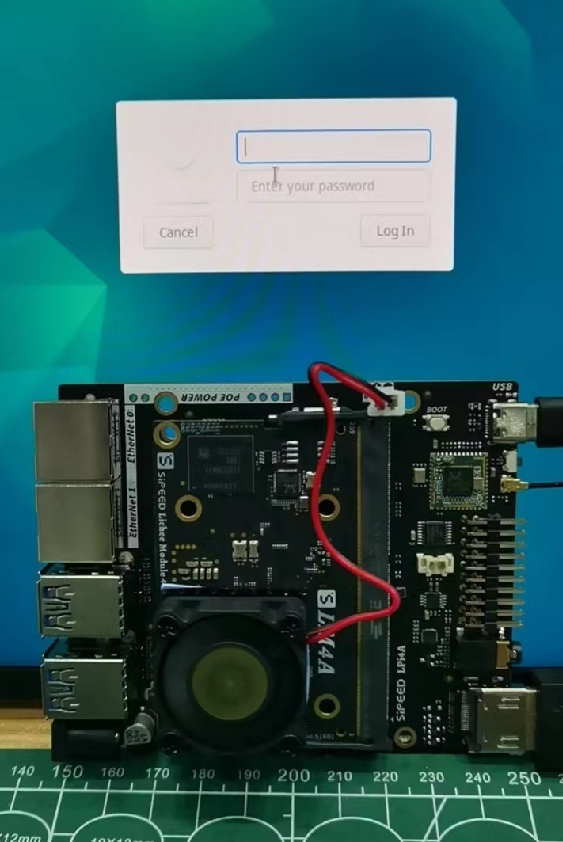 Enter your password
Cancel
Log In
POE POWER
USB
BOOT
EtherNet 0
EtherNet 1
SiPEED Lichee Module
LM4A
SiPEED LPi4A
140 150 160 170 180 190 200 210 220 230 240 250